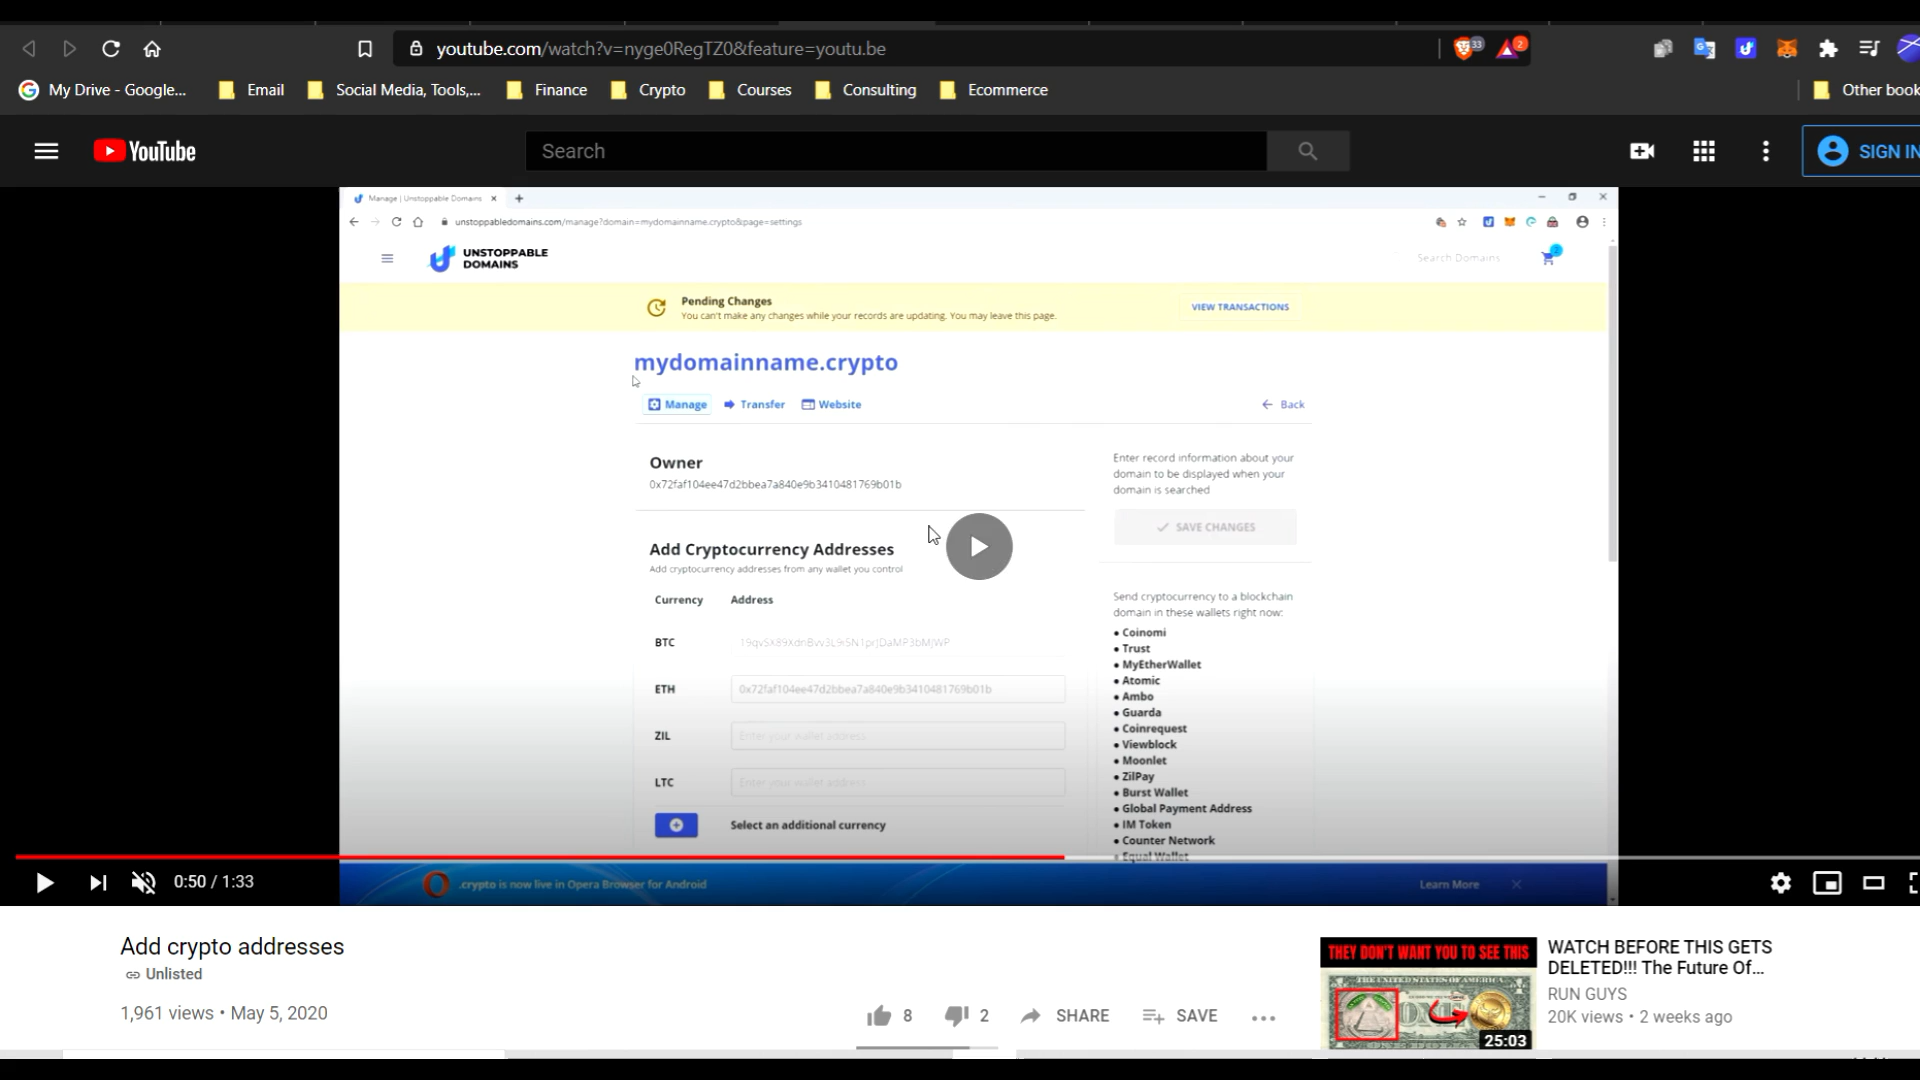 youtube.com/watch?v=nyge0RegTZ0&feature=youtu.be
33
2
My Drive - Google...
Email
Social Media, Tools,...
Finance
Crypto
Courses
Consulting
Ecommerce
Other book
YouTube
Search
SIGN IN
Manage | Unstoppable Domains
unstoppabledomains.com/manage?domain=mydomainname.crypto&page=settings
UNSTOPPABLE
DOMAINS
Search Domains
Pending Changes
You can't make any changes while your records are updating. You may leave this page.
VIEW TRANSACTIONS
mydomainname.crypto
Manage
Transfer
Website
Back
Owner
0x72faf104ee47d2bbea7a840e9b3410481769b01b
Enter record information about your
domain to be displayed when your
domain is searched
SAVE CHANGES
Add Cryptocurrency Addresses
Add cryptocurrency addresses from any wallet you control
Currency
Address
BTC
ETH
0x72faf104ee47d2bbea7a840e9b3410481769b01b
ZIL
Enter your wallet address
LTC
Enter your wallet address
Select an additional currency
Send cryptocurrency to a blockchain
domain in these wallets right now:
• Coinomi
• Trust
• MyEtherWallet
• Atomic
• Ambo
• Guarda
• Coinrequest
• Viewblock
• Moonlet
• ZilPay
• Burst Wallet
• Global Payment Address
• IM Token
• Counter Network
• Equal Wallet
.crypto is now live in Opera Browser for Android
Learn More
0:50 / 1:33
Add crypto addresses
Unlisted
1,961 views • May 5, 2020
8
2
SHARE
SAVE
THEY DON'T WANT YOU TO SEE THIS
THE UNITED STATES OF AMERICA
25:03
WATCH BEFORE THIS GETS
DELETED!!! The Future Of...
RUN GUYS
20K views • 2 weeks ago